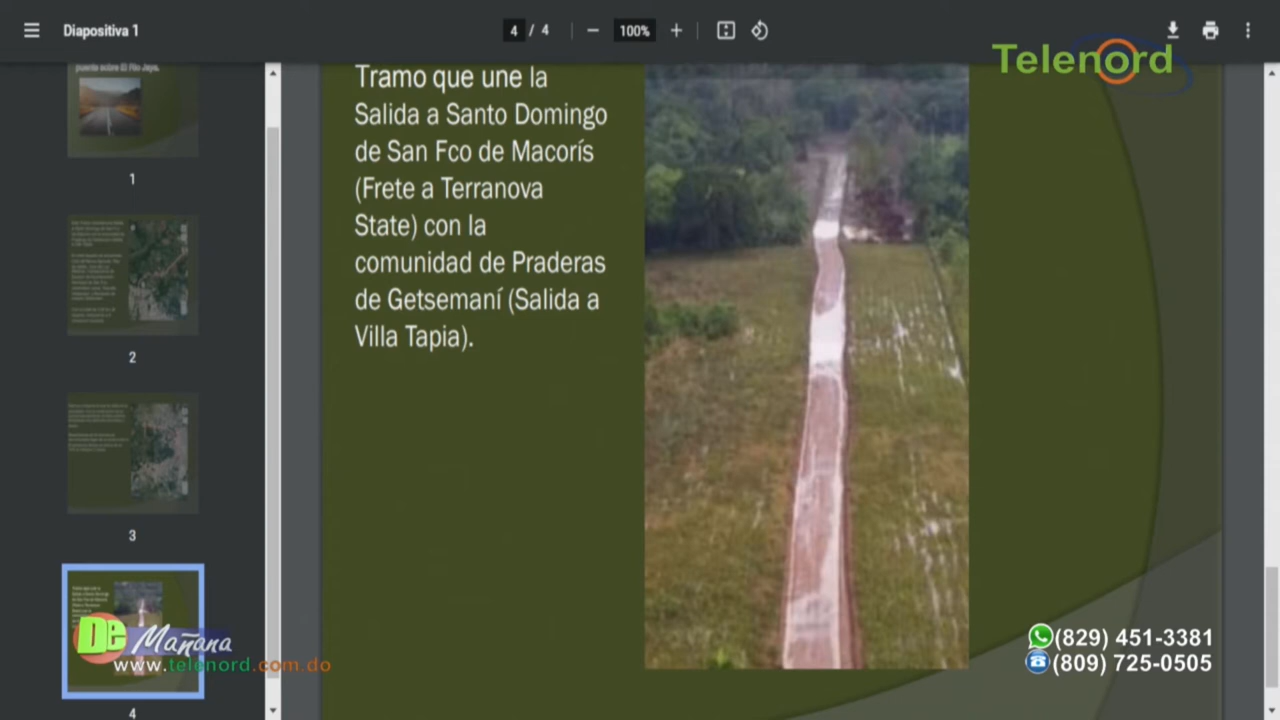 Diapositiva 1
4 / 4
100%
Telenord
puente sobre El Río Jaya.
1
2
3
4
Tramo que une la
Salida a Santo Domingo
de San Fco de Macorís
(Frete a Terranova
State) con la
comunidad de Praderas
de Getsemaní (Salida a
Villa Tapia).
De Mañana
www.telenord.com.do
(829) 451-3381
(809) 725-0505